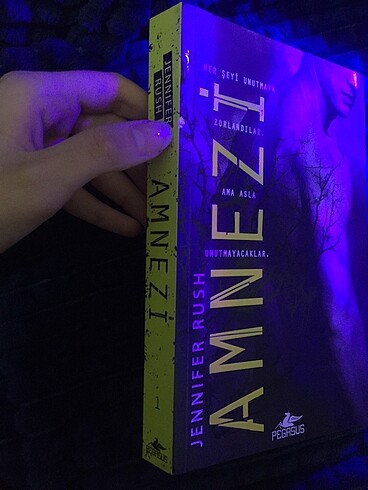 JENNIFER
RUSH
AMNEZİ
1
HER ŞEYİ UNUTMAYA
ZORLANDILAR.
AMA ASLA
UNUTMAYACAKLAR.
JENNIFER RUSH
AMNEZİ
PEGASUS